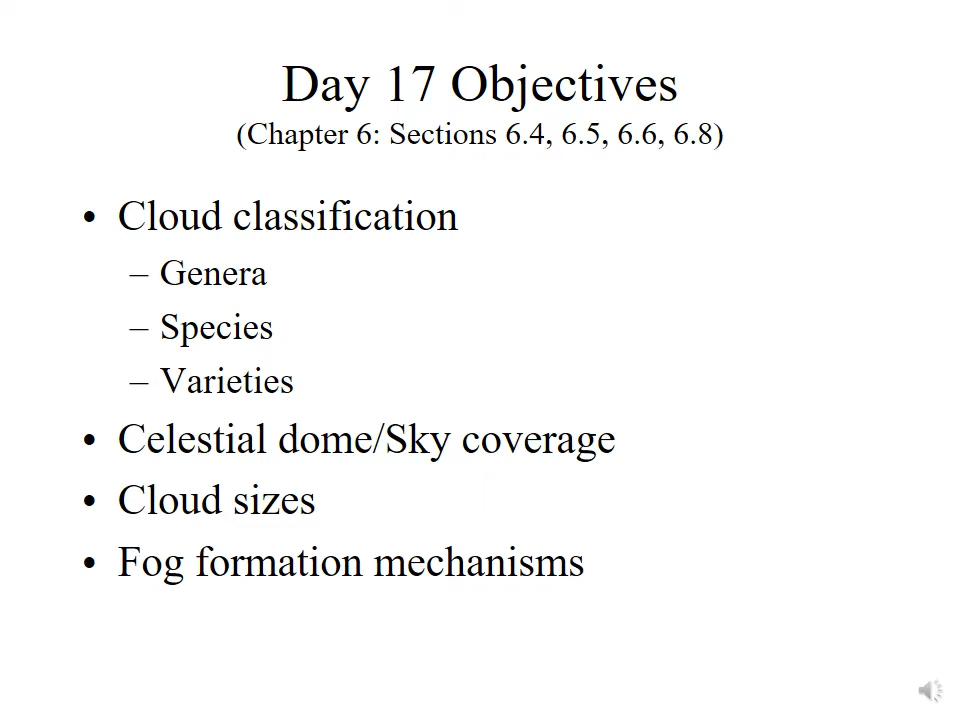 Day 17 Objectives
(Chapter 6: Sections 6.4, 6.5, 6.6, 6.8)
• Cloud classification
– Genera
– Species
– Varieties
• Celestial dome/Sky coverage
• Cloud sizes
• Fog formation mechanisms